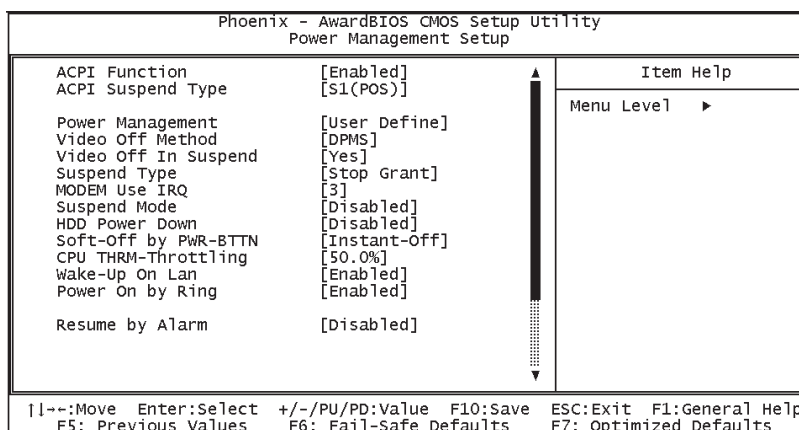 Phoenix - AwardBIOS CMOS Setup Utility
Power Management Setup
ACPI Function [Enabled]
ACPI Suspend Type [S1(POS)]
Power Management [User Define]
Video Off Method [DPMS]
Video Off In Suspend [Yes]
Suspend Type [Stop Grant]
MODEM Use IRQ [3]
Suspend Mode [Disabled]
HDD Power Down [Disabled]
Soft-Off by PWR-BTTN [Instant-Off]
CPU THRM-Throttling [50.0%]
Wake-Up On Lan [Enabled]
Power On by Ring [Enabled]
Resume by Alarm [Disabled]
Item Help
Menu Level ▶
↑↓→←:Move Enter:Select +/-/PU/PD:Value F10:Save ESC:Exit F1:General Help
F5: Previous Values F6: Fail-Safe Defaults F7: Optimized Defaults